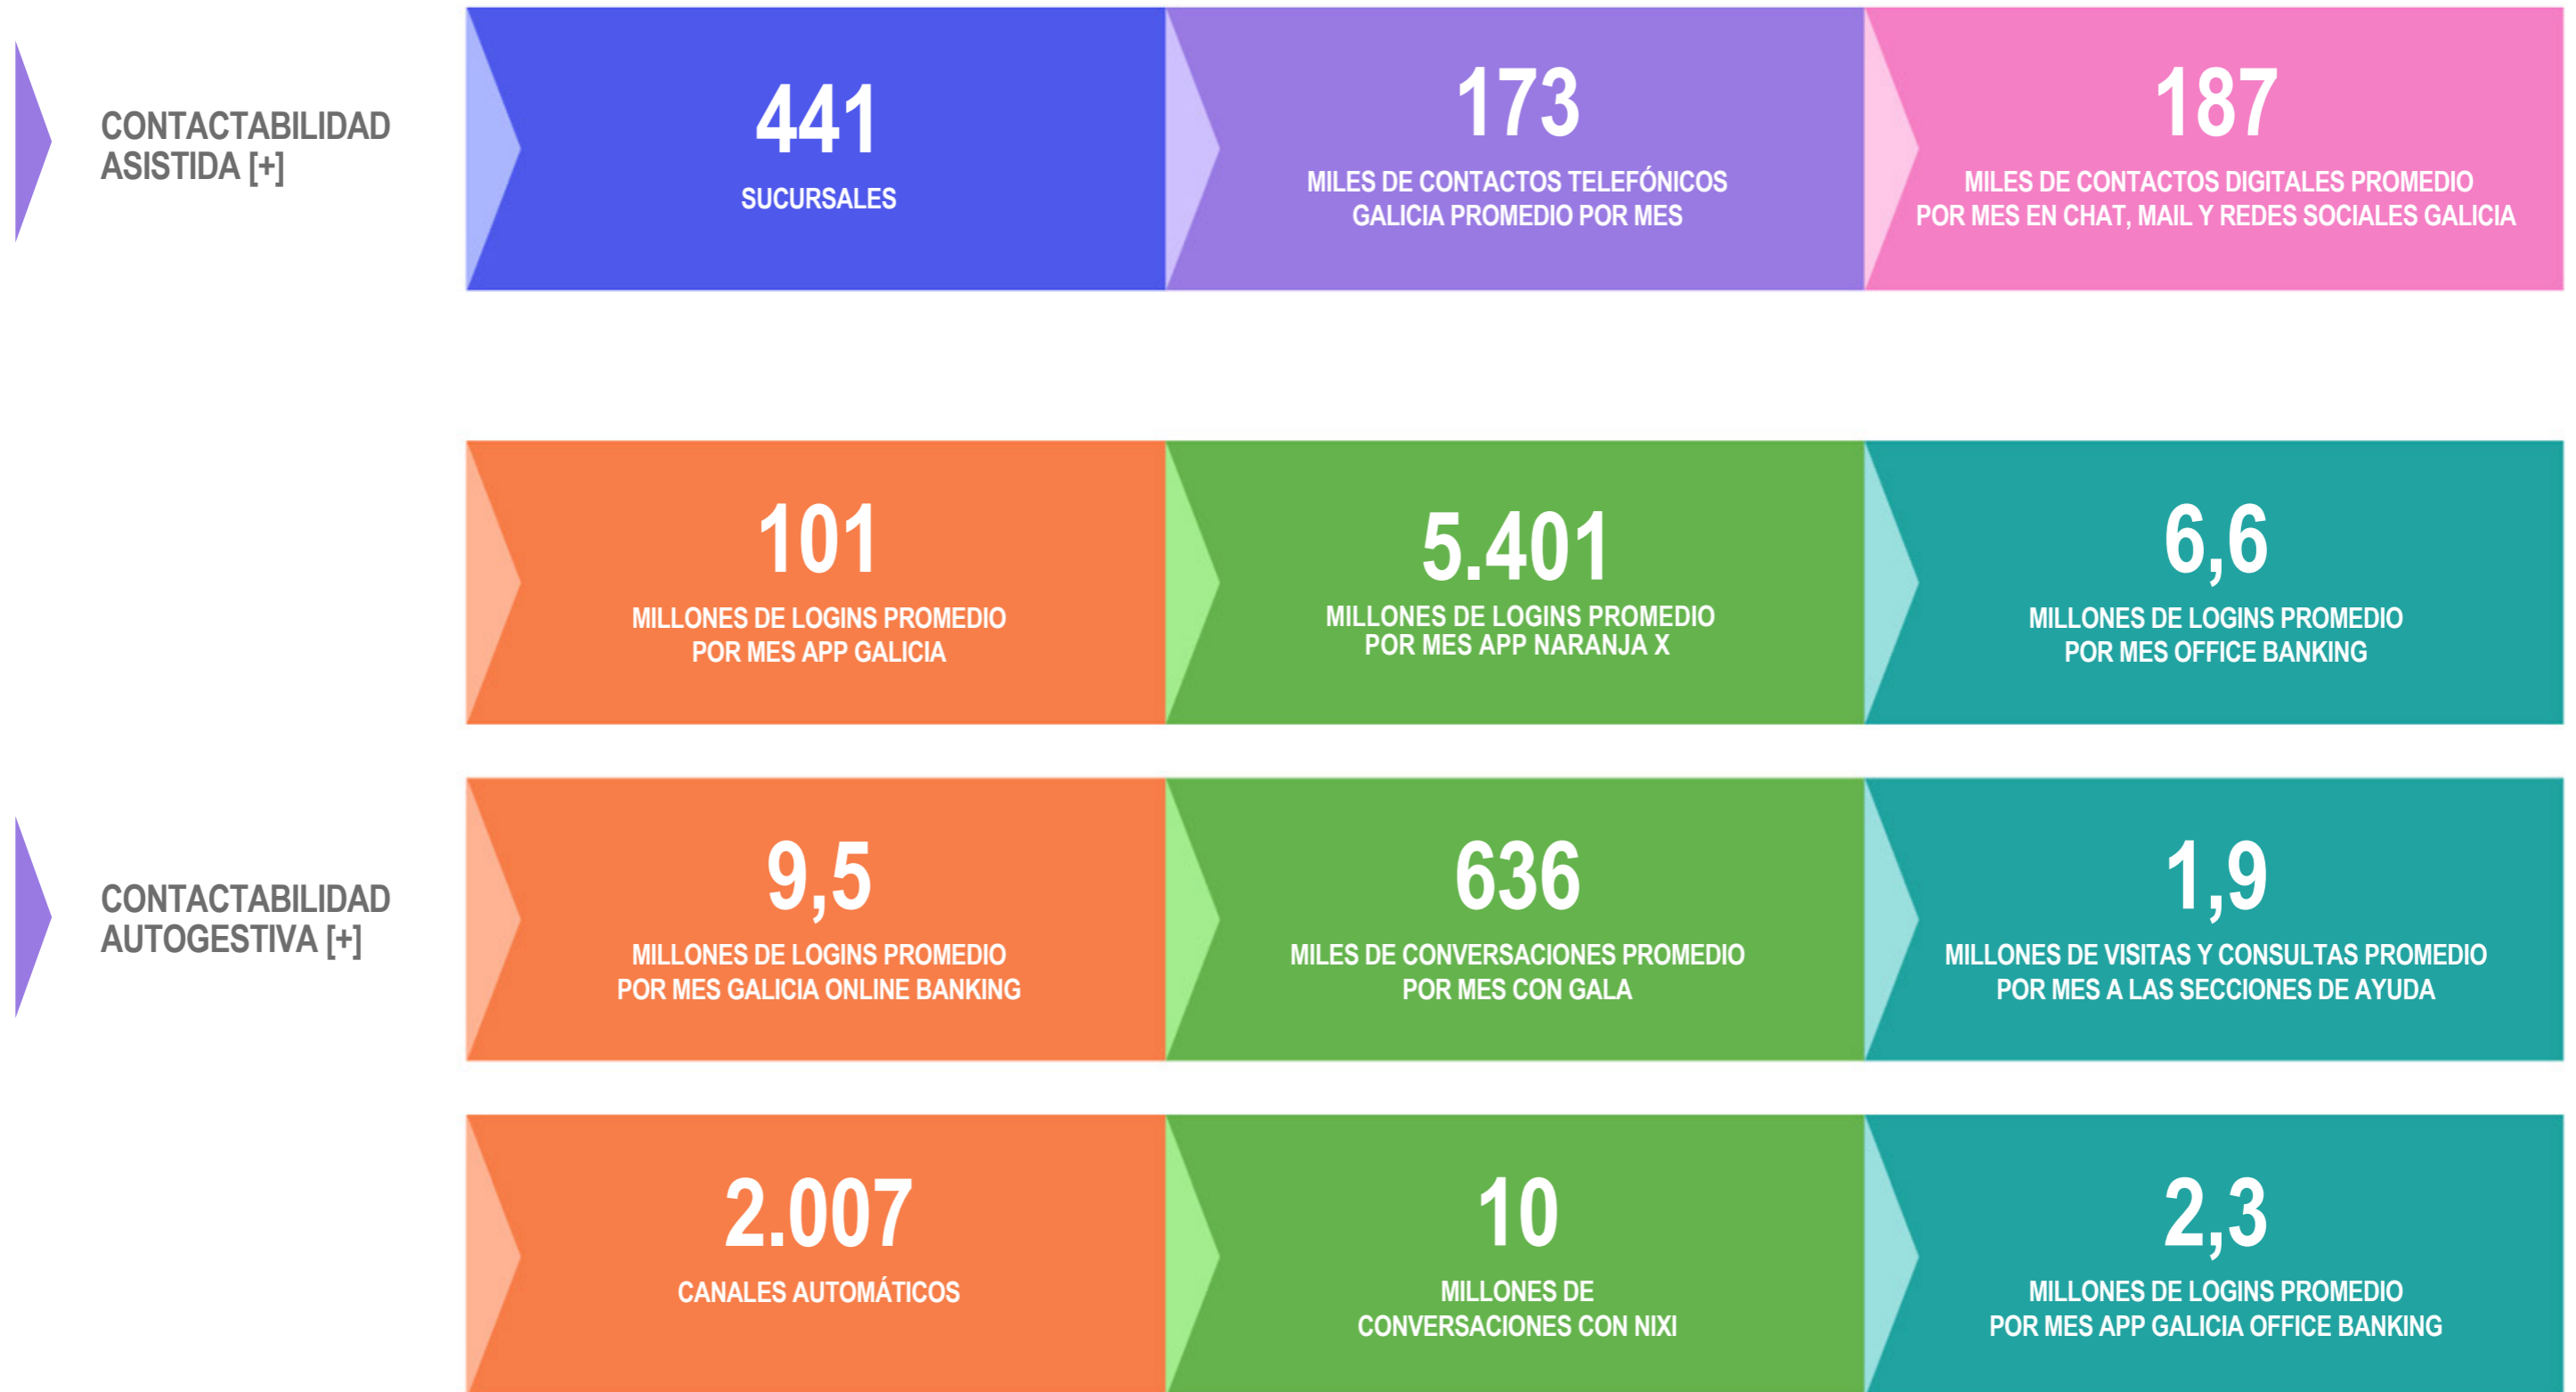 CONTACTABILIDAD
ASISTIDA [+]
441
SUCURSALES
173
MILES DE CONTACTOS TELEFÓNICOS
GALICIA PROMEDIO POR MES
187
MILES DE CONTACTOS DIGITALES PROMEDIO
POR MES EN CHAT, MAIL Y REDES SOCIALES GALICIA
101
MILLONES DE LOGINS PROMEDIO
POR MES APP GALICIA
5.401
MILLONES DE LOGINS PROMEDIO
POR MES APP NARANJA X
6,6
MILLONES DE LOGINS PROMEDIO
POR MES OFFICE BANKING
CONTACTABILIDAD
AUTOGESTIVA [+]
9,5
MILLONES DE LOGINS PROMEDIO
POR MES GALICIA ONLINE BANKING
636
MILES DE CONVERSACIONES PROMEDIO
POR MES CON GALA
1,9
MILLONES DE VISITAS Y CONSULTAS PROMEDIO
POR MES A LAS SECCIONES DE AYUDA
2.007
CANALES AUTOMÁTICOS
10
MILLONES DE
CONVERSACIONES CON NIXI
2,3
MILLONES DE LOGINS PROMEDIO
POR MES APP GALICIA OFFICE BANKING